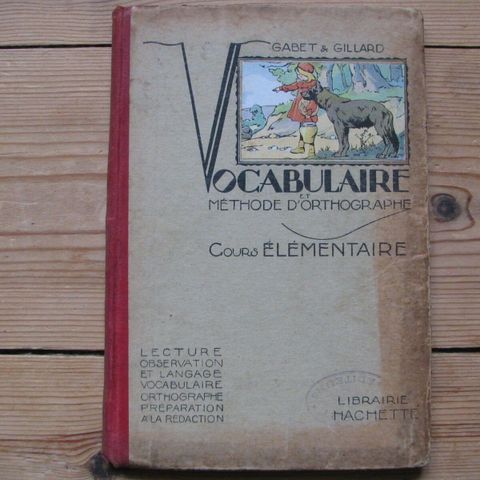 GABET & GILLARD
VOCABULAIRE
ET
MÉTHODE D'ORTHOGRAPHE
COURS ÉLÉMENTAIRE
LECTURE
OBSERVATION
ET LANGAGE
VOCABULAIRE
ORTHOGRAPHE
PRÉPARATION
À LA RÉDACTION
LIBRAIRIE
HACHETTE